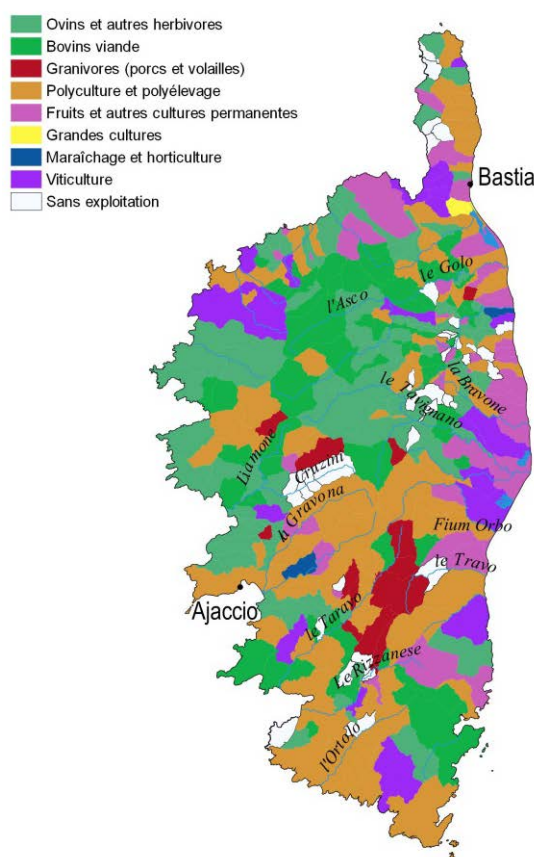 Ovins et autres herbivores
Bovins viande
Granivores (porcs et volailles)
Polyculture et polyélevage
Fruits et autres cultures permanentes
Grandes cultures
Maraîchage et horticulture
Viticulture
Sans exploitation
Bastia
le Golo
l'Asco
la Bravone
le Tavignano
Liamone
Cruzini
la Gravona
Fium Orbo
le Travo
Ajaccio
le Taravo
Le Rizzanese
l'Ortolo